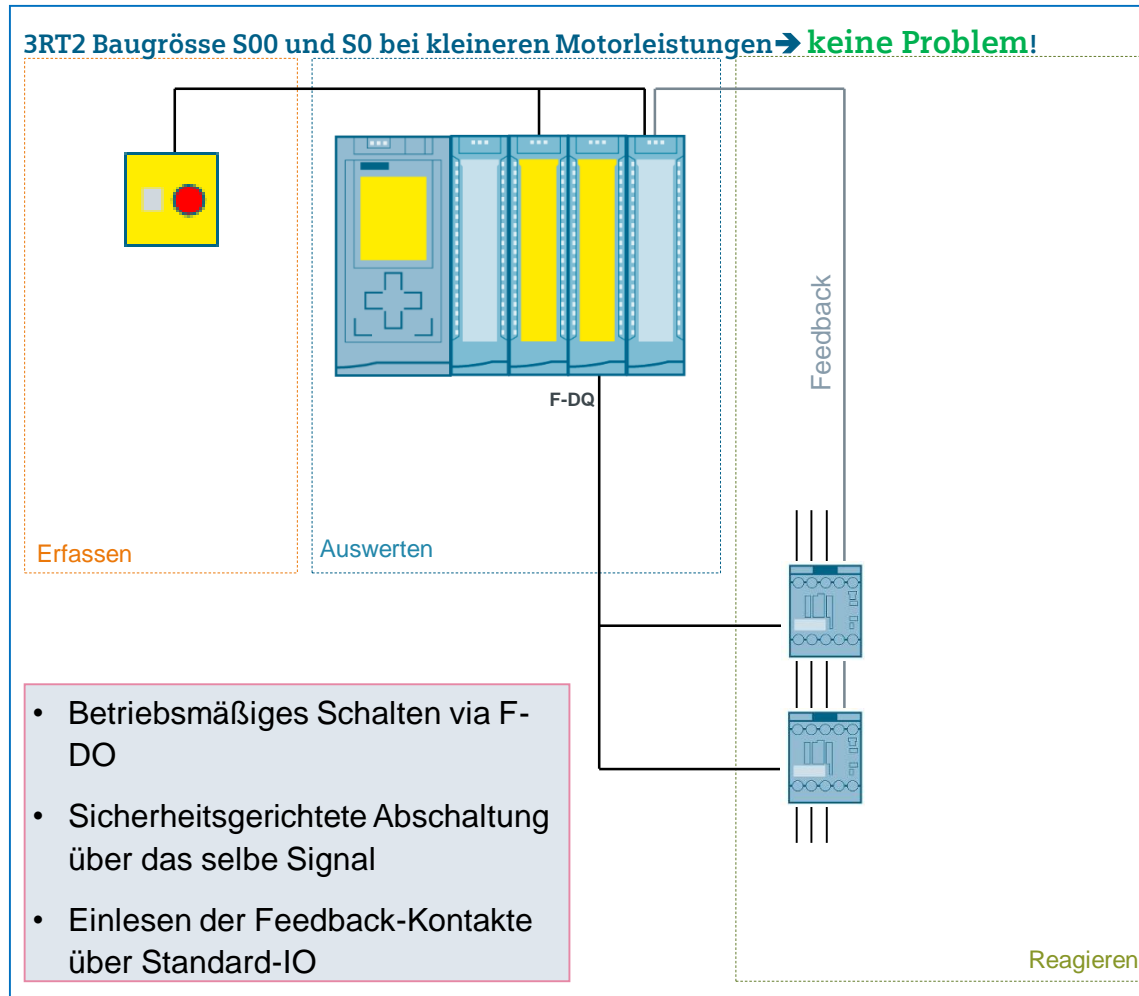 3RT2 Baugrösse S00 und S0 bei kleineren Motorleistungen➔ keine Problem!
F-DQ
Feedback
Erfassen
Auswerten
• Betriebsmäßiges Schalten via F-
DO
• Sicherheitsgerichtete Abschaltung
über das selbe Signal
• Einlesen der Feedback-Kontakte
über Standard-IO
Reagieren